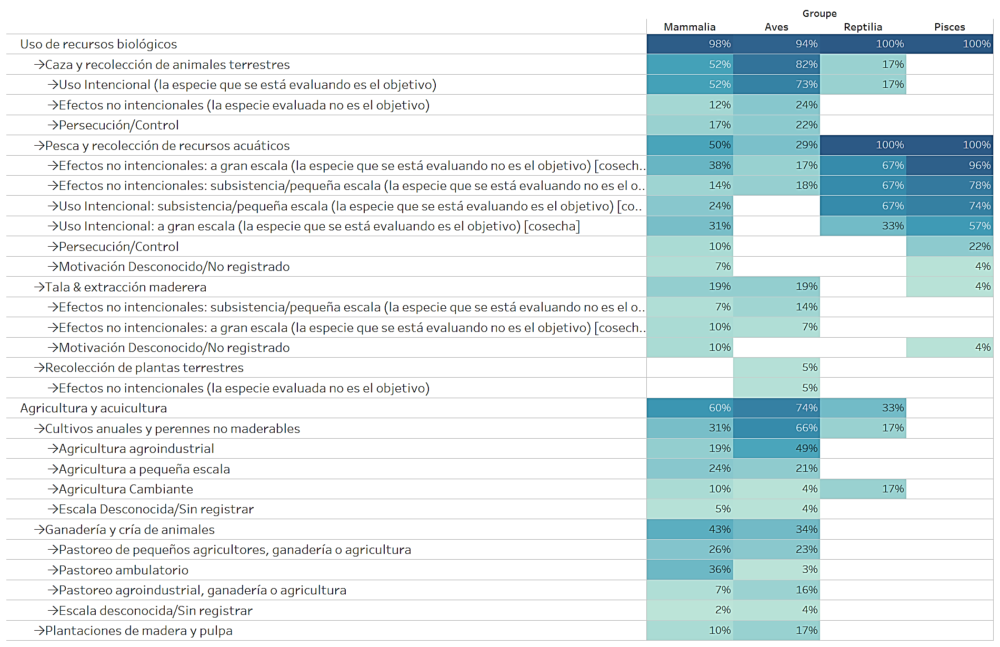 Groupe
Mammalia Aves Reptilia Pisces
Uso de recursos biológicos 98% 94% 100% 100%
→Caza y recolección de animales terrestres 52% 82% 17%
→Uso Intencional (la especie que se está evaluando es el objetivo) 52% 73% 17%
→Efectos no intencionales (la especie evaluada no es el objetivo) 12% 24%
→Persecución/Control 17% 22%
→Pesca y recolección de recursos acuáticos 50% 29% 100% 100%
→Efectos no intencionales: a gran escala (la especie que se está evaluando no es el objetivo) [cosech.. 38% 17% 67% 96%
→Efectos no intencionales: subsistencia/pequeña escala (la especie que se está evaluando no es el o.. 14% 18% 67% 78%
→Uso Intencional: subsistencia/pequeña escala (la especie que se está evaluando es el objetivo) [co.. 24% 67% 74%
→Uso Intencional: a gran escala (la especie que se está evaluando es el objetivo) [cosecha] 31% 33% 57%
→Persecución/Control 10% 22%
→Motivación Desconocido/No registrado 7% 4%
→Tala & extracción maderera 19% 19% 4%
→Efectos no intencionales: subsistencia/pequeña escala (la especie que se está evaluando no es el o.. 7% 14%
→Efectos no intencionales: a gran escala (la especie que se está evaluando no es el objetivo) [cosech.. 10% 7%
→Motivación Desconocido/No registrado 10% 4%
→Recolección de plantas terrestres 5%
→Efectos no intencionales (la especie evaluada no es el objetivo) 5%
Agricultura y acuicultura 60% 74% 33%
→Cultivos anuales y perennes no maderables 31% 66% 17%
→Agricultura agroindustrial 19% 49%
→Agricultura a pequeña escala 24% 21%
→Agricultura Cambiante 10% 4% 17%
→Escala Desconocida/Sin registrar 5% 4%
→Ganadería y cría de animales 43% 34%
→Pastoreo de pequeños agricultores, ganadería o agricultura 26% 23%
→Pastoreo ambulatorio 36% 3%
→Pastoreo agroindustrial, ganadería o agricultura 7% 16%
→Escala desconocida/Sin registrar 2% 4%
→Plantaciones de madera y pulpa 10% 17%